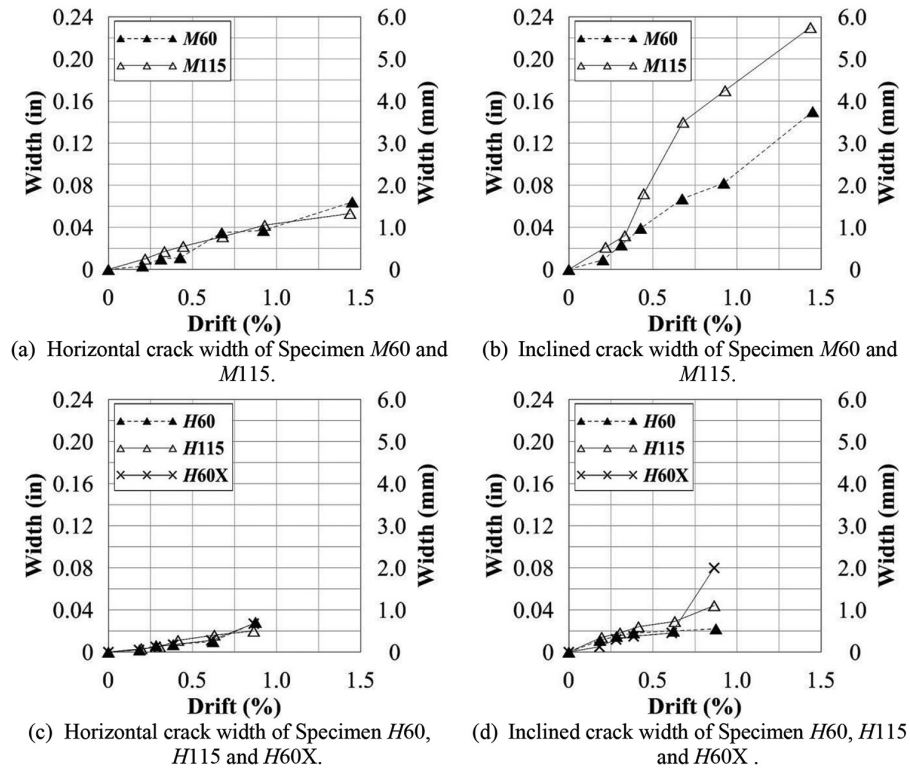 0.24
0.20
0.16
0.12
0.08
0.04
0
Width (in)
M60
M115
6.0
5.0
4.0
3.0
2.0
1.0
0
Width (mm)
0 0.5 1.0 1.5
Drift (%)
(a) Horizontal crack width of Specimen M60 and
M115.
0.24
0.20
0.16
0.12
0.08
0.04
0
Width (in)
M60
M115
6.0
5.0
4.0
3.0
2.0
1.0
0
Width (mm)
0 0.5 1.0 1.5
Drift (%)
(b) Inclined crack width of Specimen M60 and
M115.
0.24
0.20
0.16
0.12
0.08
0.04
0
Width (in)
H60
H115
H60X
6.0
5.0
4.0
3.0
2.0
1.0
0
Width (mm)
0 0.5 1.0 1.5
Drift (%)
(c) Horizontal crack width of Specimen H60,
H115 and H60X.
0.24
0.20
0.16
0.12
0.08
0.04
0
Width (in)
H60
H115
H60X
6.0
5.0
4.0
3.0
2.0
1.0
0
Width (mm)
0 0.5 1.0 1.5
Drift (%)
(d) Inclined crack width of Specimen H60, H115
and H60X .